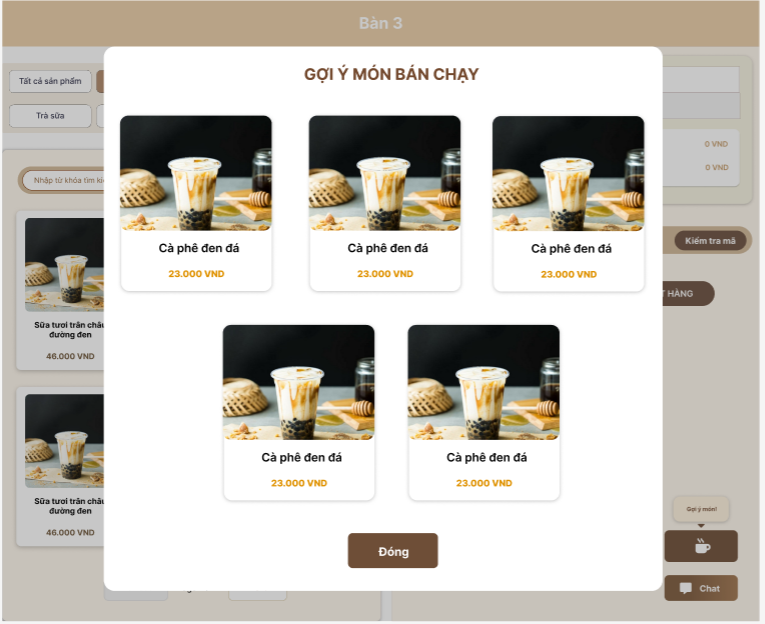 Bàn 3
GỢI Ý MÓN BÁN CHẠY
Tất cả sản phẩm
Trà sữa
0 VND
0 VND
Nhập từ khóa tìm
Kiểm tra mã
HÀNG
Cà phê đen đá
23.000 VND
Cà phê đen đá
23.000 VND
Cà phê đen đá
23.000 VND
Sữa tươi trân châu
đường đen
46.000 VND
Cà phê đen đá
23.000 VND
Cà phê đen đá
23.000 VND
Sữa tươi trân châu
đường đen
46.000 VND
Gợi ý món!
Đóng
Chat